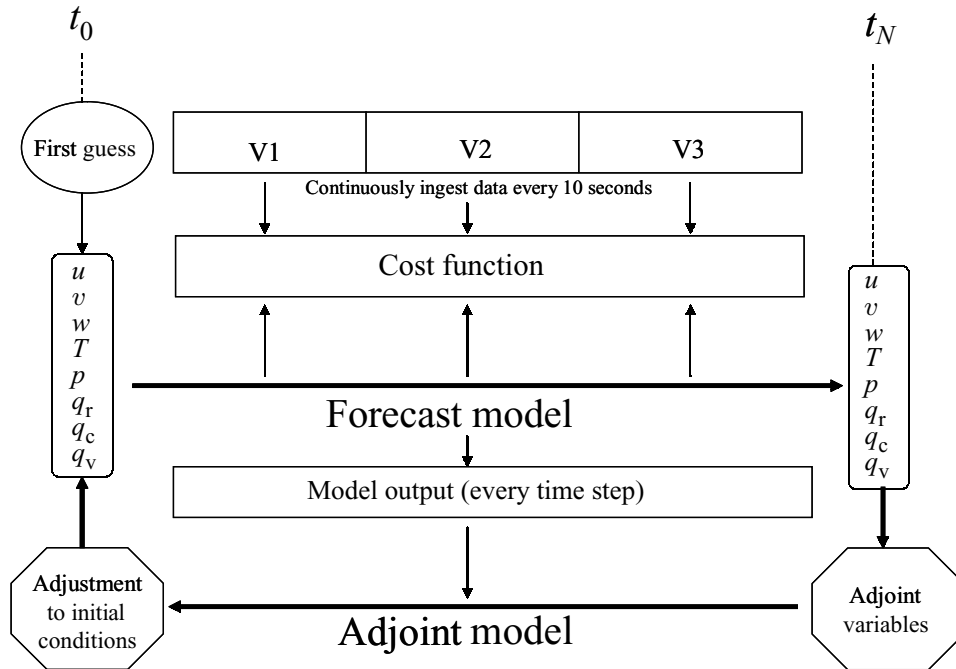 t0
tN
First guess
V1
V2
V3
Continuously ingest data every 10 seconds
Cost function
u
v
w
T
p
qr
qc
qv
u
v
w
T
p
qr
qc
qv
Forecast model
Model output (every time step)
Adjustment
to initial
conditions
Adjoint model
Adjoint
variables